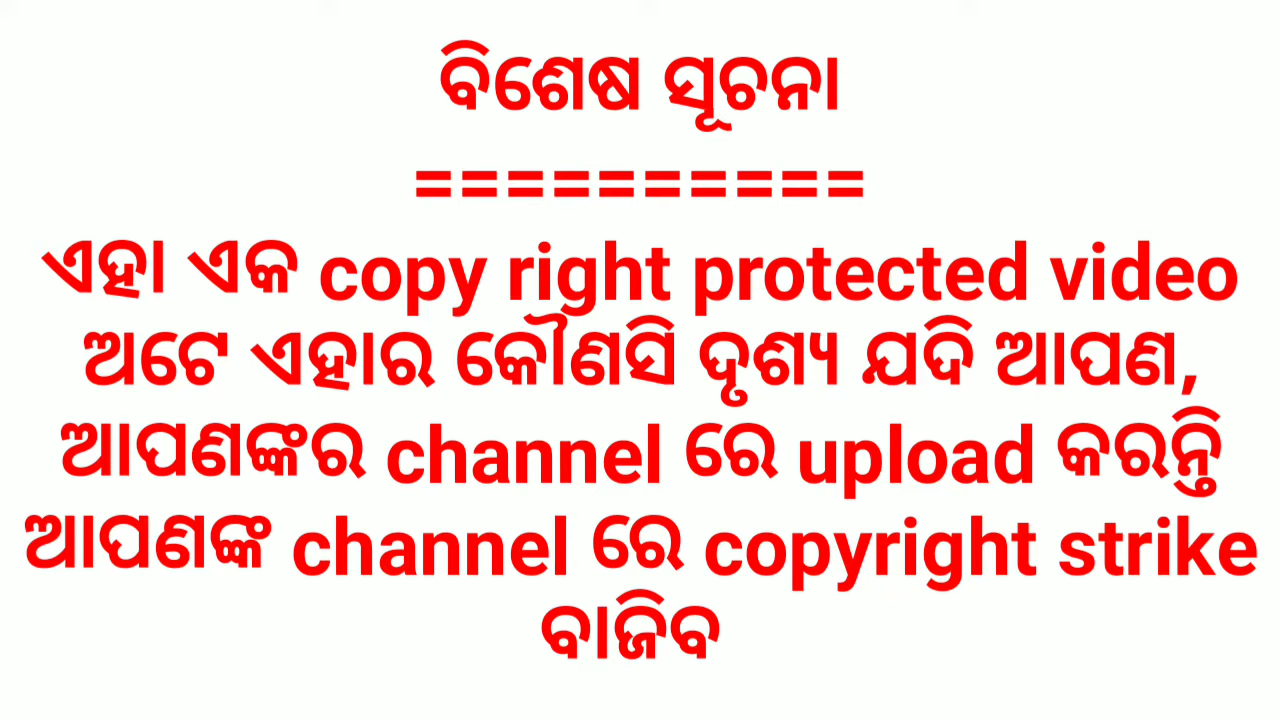 ବିଶେଷ ସୂଚନା
==========
ଏହା ଏକ copy right protected video
ଅଟେ ଏହାର କୌଣସି ଦୃଶ୍ୟ ଯଦି ଆପଣ,
ଆପଣଙ୍କର channel ରେ upload କରନ୍ତି
ଆପଣଙ୍କ channel ରେ copyright strike
ବାଜିବ